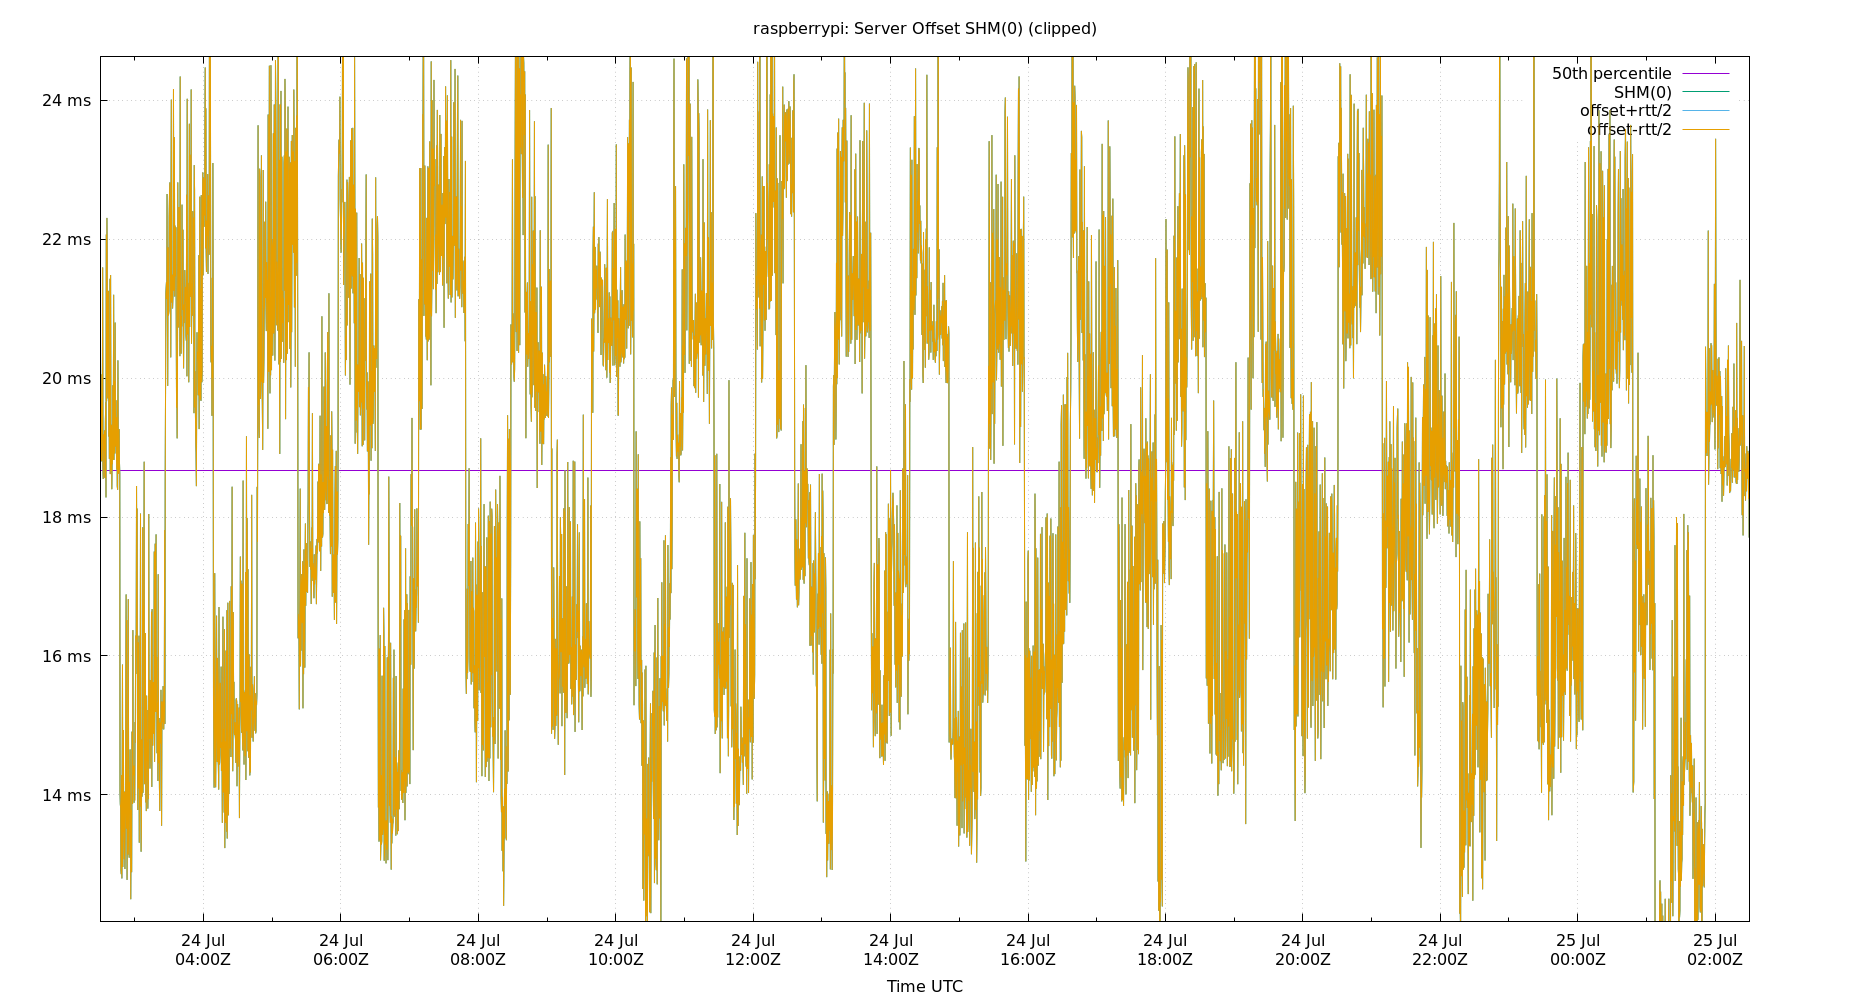 raspberrypi: Server Offset SHM(0) (clipped)
50th percentile
SHM(0)
offset+rtt/2
offset-rtt/2
24 ms
22 ms
20 ms
18 ms
16 ms
14 ms
24 Jul 24 Jul 24 Jul 24 Jul 24 Jul 24 Jul 24 Jul 24 Jul 24 Jul 24 Jul 25 Jul 25 Jul
04:00Z 06:00Z 08:00Z 10:00Z 12:00Z 14:00Z 16:00Z 18:00Z 20:00Z 22:00Z 00:00Z 02:00Z
Time UTC